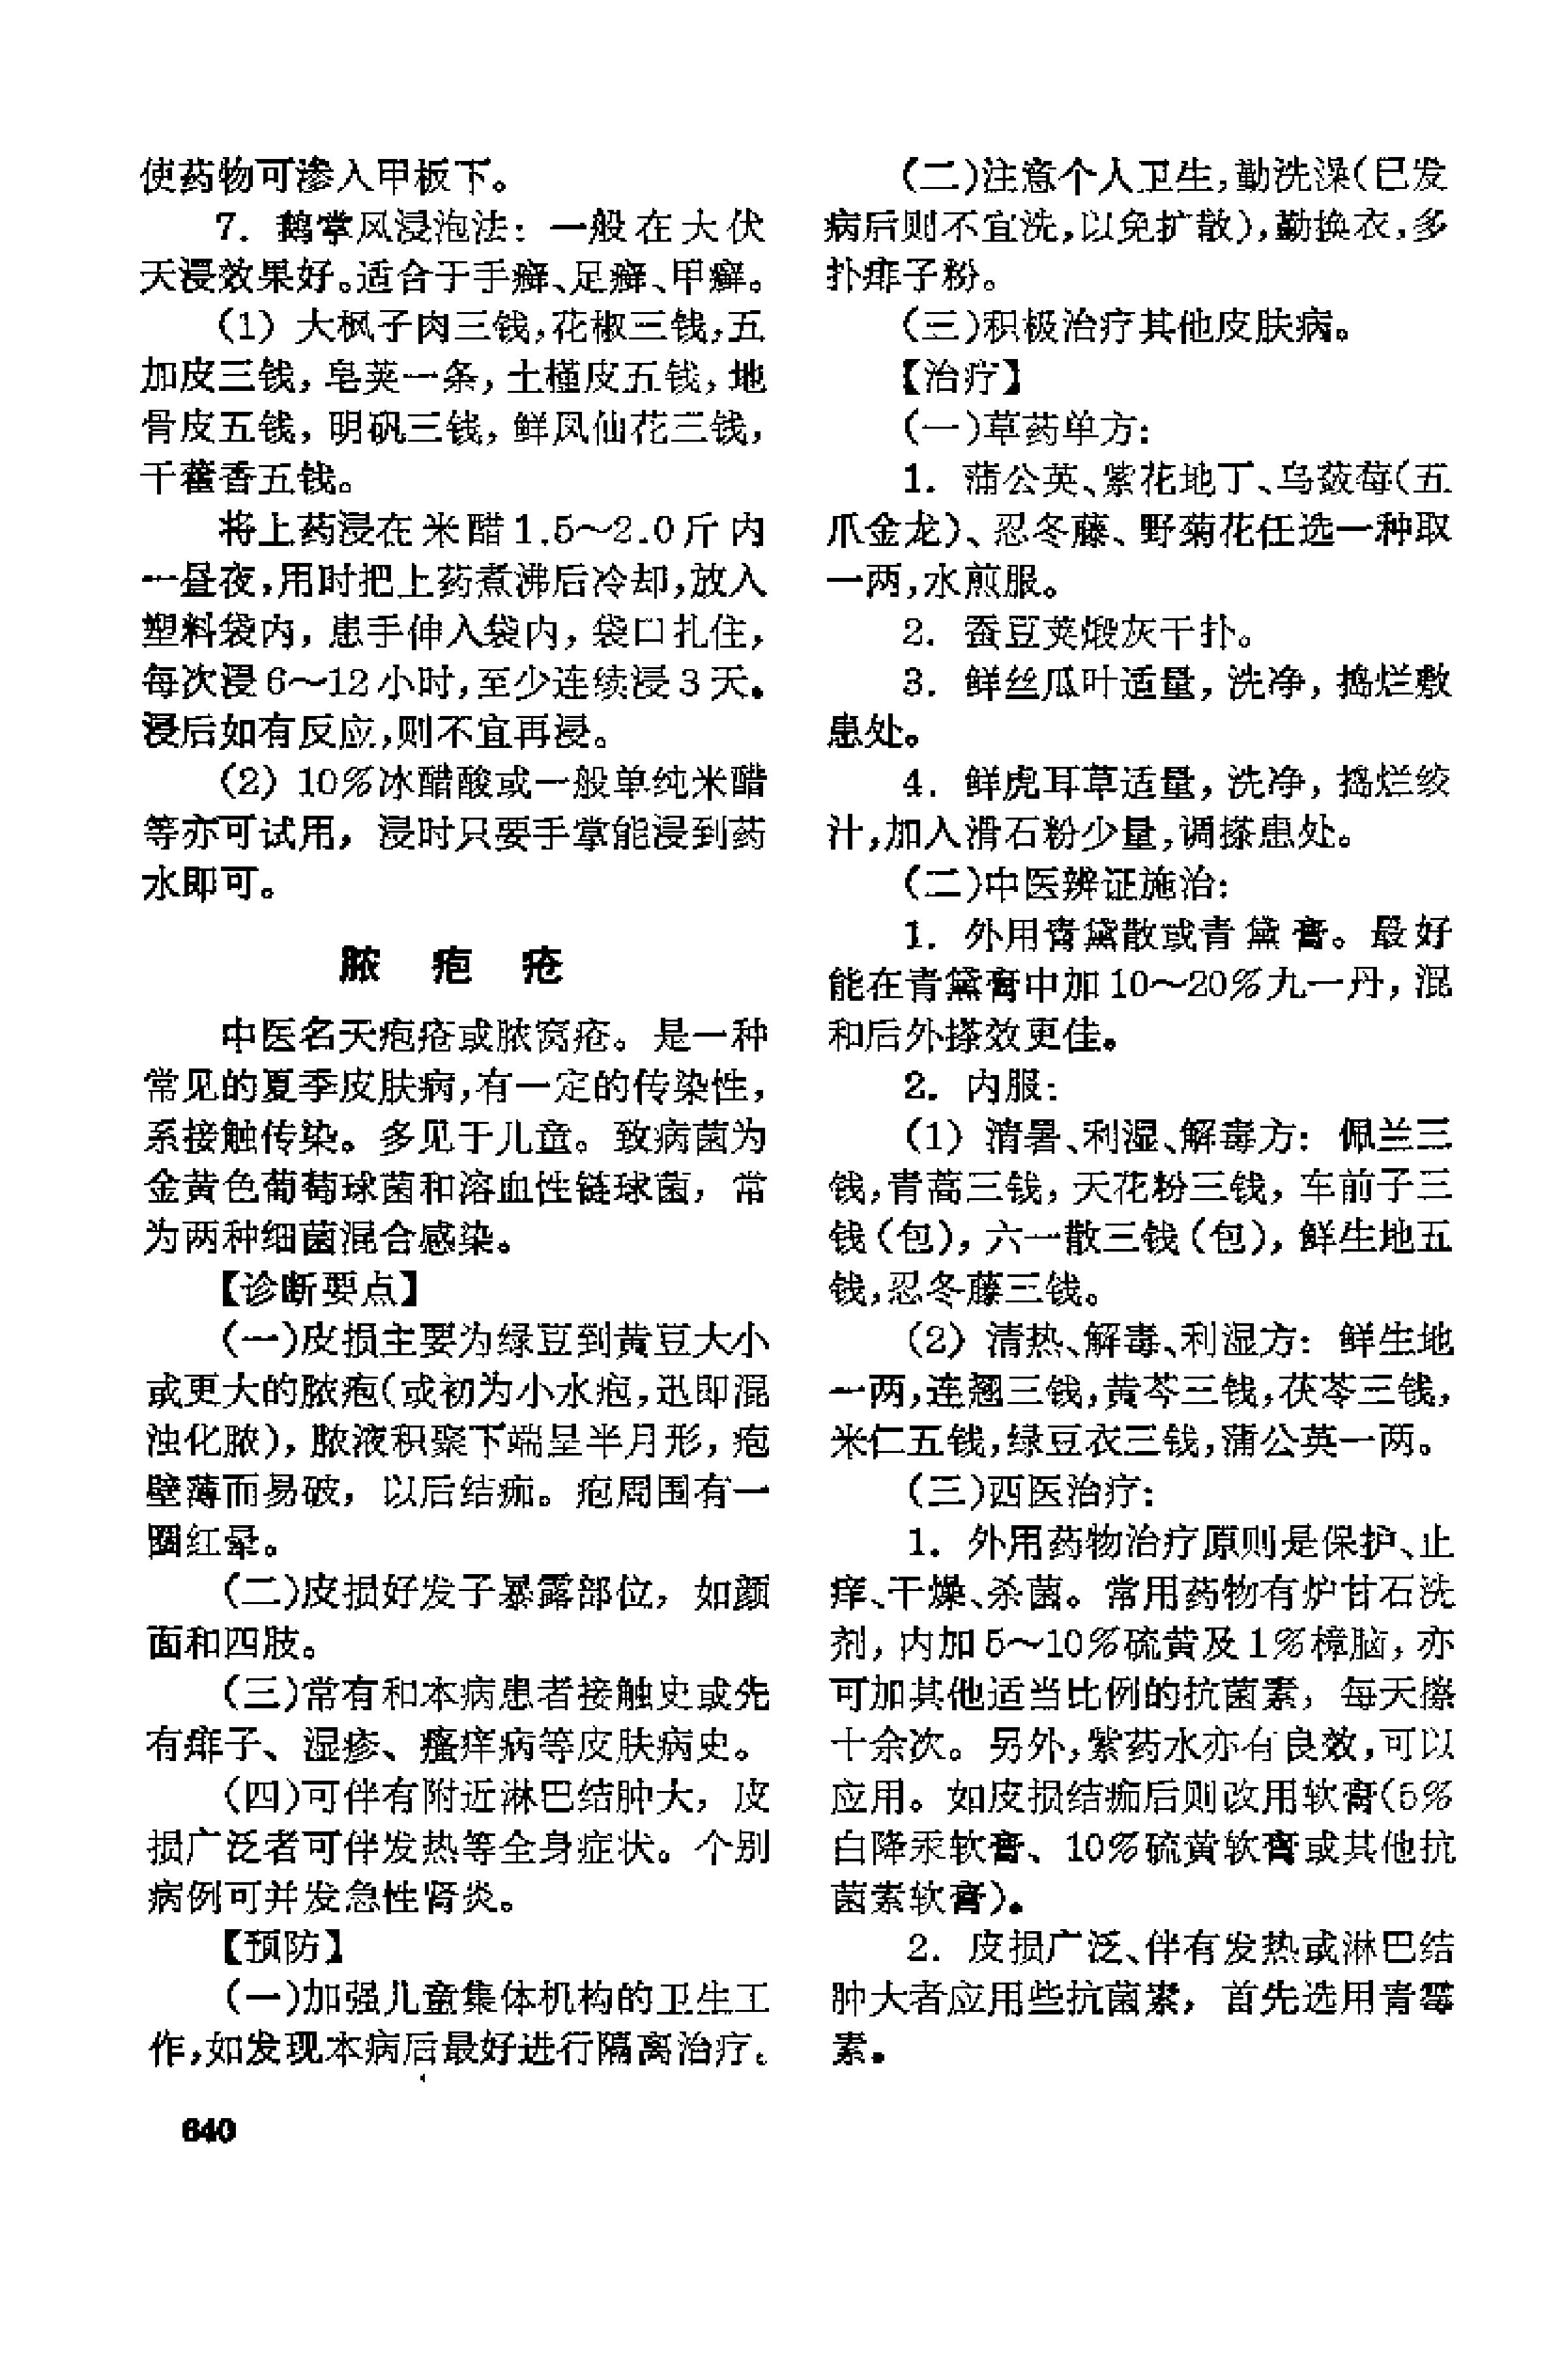 使药物可渗入甲板下。
7. 鹅掌风浸泡法：一般在大伏
天浸效果好。适合于手癣、足癣、甲癣。
(1) 大枫子肉三钱,花椒三钱,五
加皮三钱, 皂荚一条, 土槿皮五钱, 地
骨皮五钱, 明矾三钱, 鲜凤仙花三钱,
干藿香五钱。
将上药浸在米醋1.5～2.0斤内
一昼夜,用时把上药煮沸后冷却,放入
塑料袋内, 患手伸入袋内, 袋口扎住,
每次浸6～12小时,至少连续浸3天。
浸后如有反应,则不宜再浸。
(2) 10%冰醋酸或一般单纯米醋
等亦可试用, 浸时只要手掌能浸到药
水即可。
脓 疱 疮
中医名天疱疮或脓窝疮。是一种
常见的夏季皮肤病,有一定的传染性,
系接触传染。多见于儿童。致病菌为
金黄色葡萄球菌和溶血性链球菌, 常
为两种细菌混合感染。
【诊断要点】
(一)皮损主要为绿豆到黄豆大小
或更大的脓疱(或初为小水疱,迅即混
浊化脓), 脓液积聚下端呈半月形, 疱
壁薄而易破, 以后结痂。疱周围有一
圈红晕。
(二)皮损好发于暴露部位, 如颜
面和四肢。
(三)常有和本病患者接触史或先
有痱子、湿疹、瘙痒病等皮肤病史。
(四)可伴有附近淋巴结肿大, 皮
损广泛者可伴发热等全身症状。个别
病例可并发急性肾炎。
【预防】
(一)加强儿童集体机构的卫生工
作,如发现本病后最好进行隔离治疗。
640
(二)注意个人卫生,勤洗澡(已发
病后则不宜洗,以免扩散),勤换衣,多
扑痱子粉。
(三)积极治疗其他皮肤病。
【治疗】
(一)草药单方:
1. 蒲公英、紫花地丁、乌蔹莓(五
爪金龙)、忍冬藤、野菊花任选一种取
一两,水煎服。
2. 蚕豆荚煅灰干扑。
3. 鲜丝瓜叶适量, 洗净, 捣烂敷
患处。
4. 鲜虎耳草适量, 洗净, 捣烂绞
汁,加入滑石粉少量,调搽患处。
(二)中医辨证施治:
1. 外用青黛散或青黛膏。最好
能在青黛膏中加10～20%九一丹, 混
和后外搽效更佳。
2. 内服:
(1) 清暑、利湿、解毒方: 佩兰三
钱,青蒿三钱, 天花粉三钱, 车前子三
钱(包), 六一散三钱(包), 鲜生地五
钱,忍冬藤三钱。
(2) 清热、解毒、利湿方: 鲜生地
一两,连翘三钱,黄芩三钱,茯苓三钱,
米仁五钱,绿豆衣三钱,蒲公英一两。
(三)西医治疗:
1. 外用药物治疗原则是保护、止
痒、干燥、杀菌。常用药物有炉甘石洗
剂, 内加5～10%硫黄及1%樟脑, 亦
可加其他适当比例的抗菌素, 每天搽
十余次。另外,紫药水亦有良效,可以
应用。如皮损结痂后则改用软膏(5%
白降汞软膏、10%硫黄软膏或其他抗
菌素软膏)。
2. 皮损广泛、伴有发热或淋巴结
肿大者应用些抗菌素, 首先选用青霉
素。